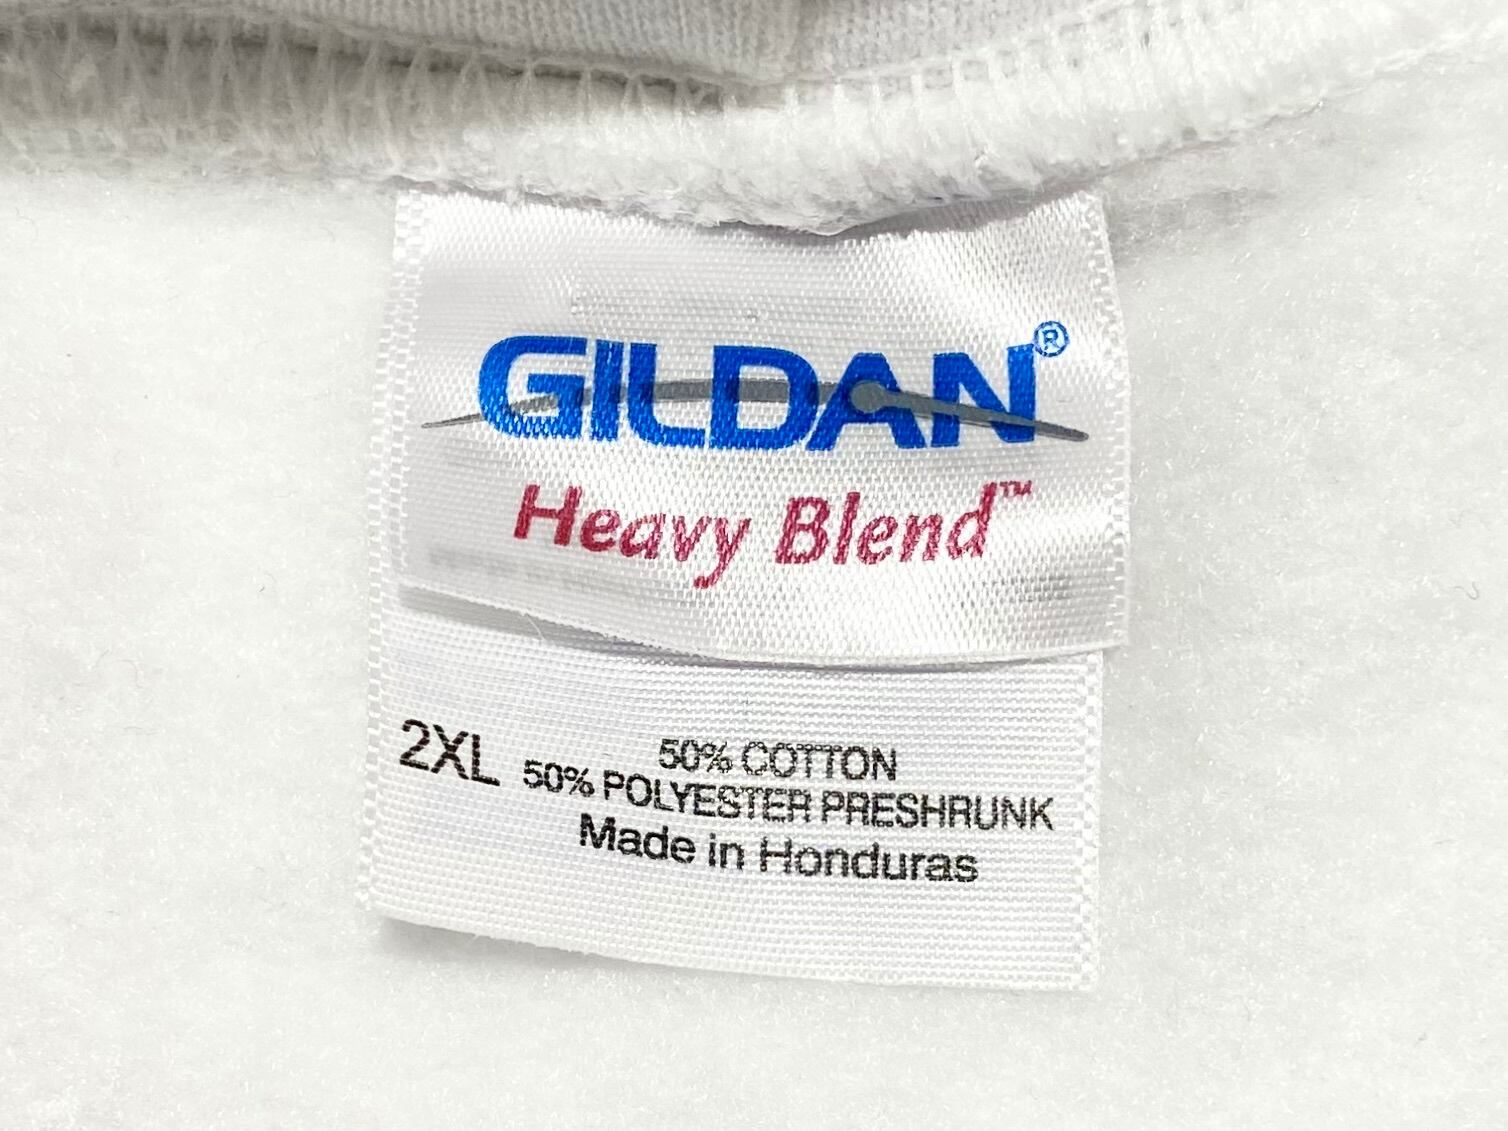 GILDAN®
Heavy Blend™
2XL
50% COTTON
50% POLYESTER PRESHRUNK
Made in Honduras